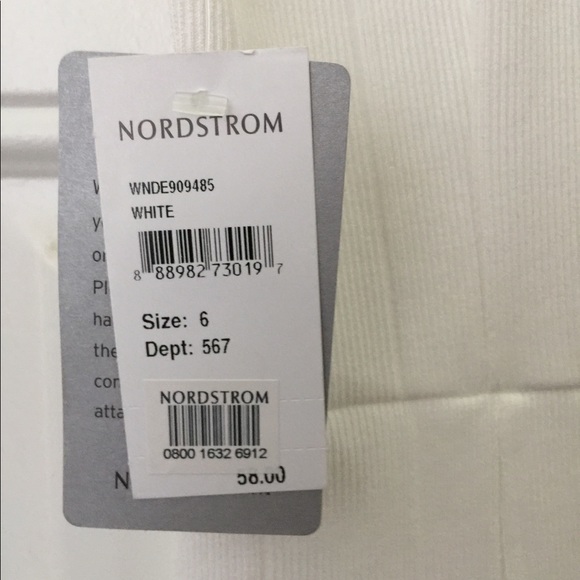 NORDSTROM
WNDE909485
WHITE
8 88982 73019 7
Size: 6
Dept: 567
NORDSTROM
0800 1632 6912
58.00